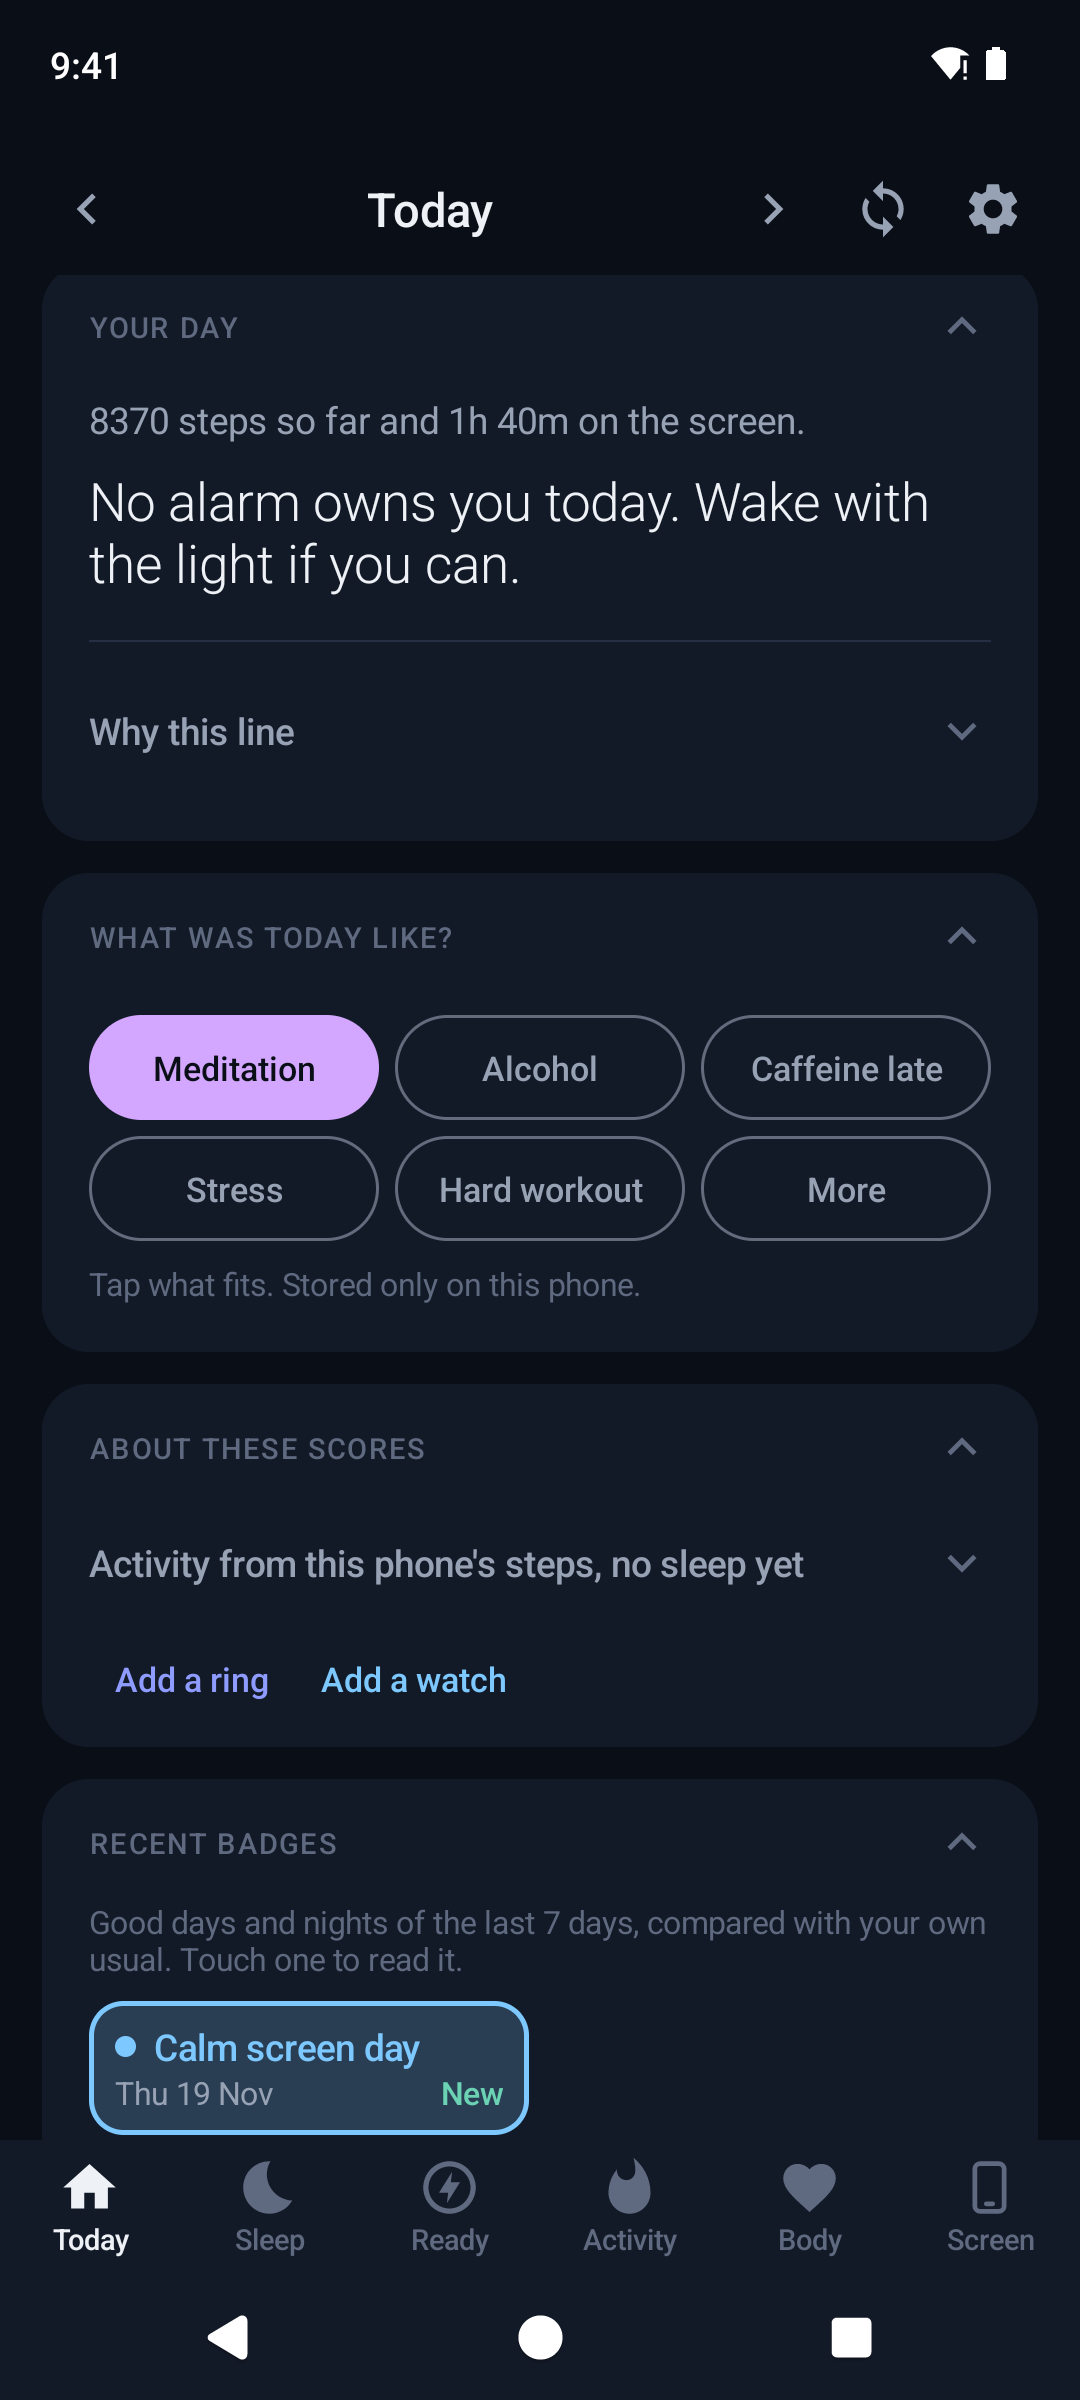 9:41
Today
YOUR DAY
8370 steps so far and 1h 40m on the screen.
No alarm owns you today. Wake with
the light if you can.
Why this line
WHAT WAS TODAY LIKE?
Meditation
Alcohol
Caffeine late
Stress
Hard workout
More
Tap what fits. Stored only on this phone.
ABOUT THESE SCORES
Activity from this phone's steps, no sleep yet
Add a ring
Add a watch
RECENT BADGES
Good days and nights of the last 7 days, compared with your own
usual. Touch one to read it.
Calm screen day
Thu 19 Nov
New
Today
Sleep
Ready
Activity
Body
Screen